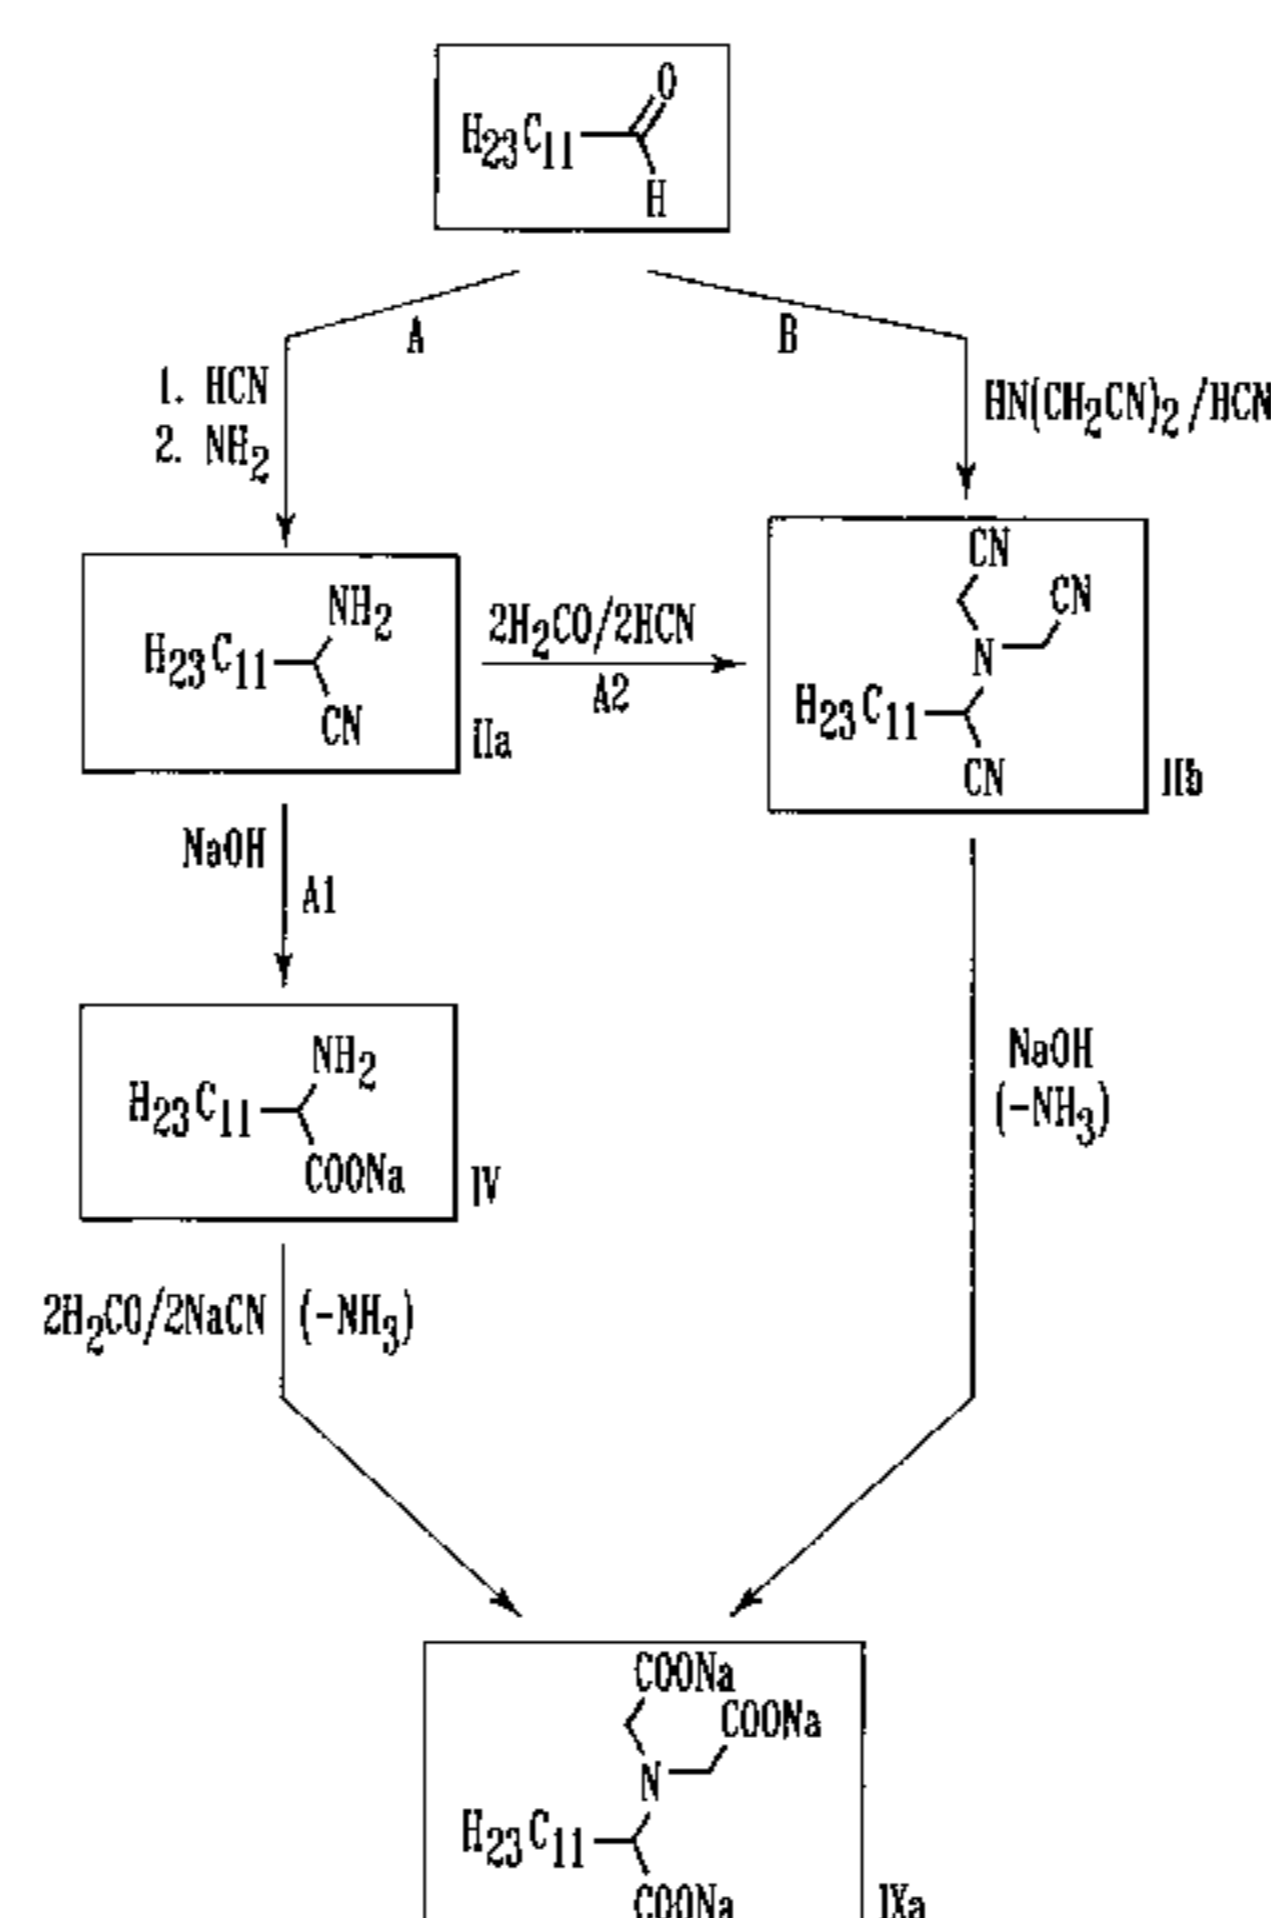 O
H23C11
H
A
B
1. HCN
2. NH2
HN(CH2CN)2/HCN
NH2
H23C11
CN
IIa
2H2CO/2HCN
A2
CN
CN
N
H23C11
CN
IIb
NaOH
A1
NH2
H23C11
COONa
IV
NaOH
(-NH3)
2H2CO/2NaCN (-NH3)
COONa
COONa
N
H23C11
COONa
IXa